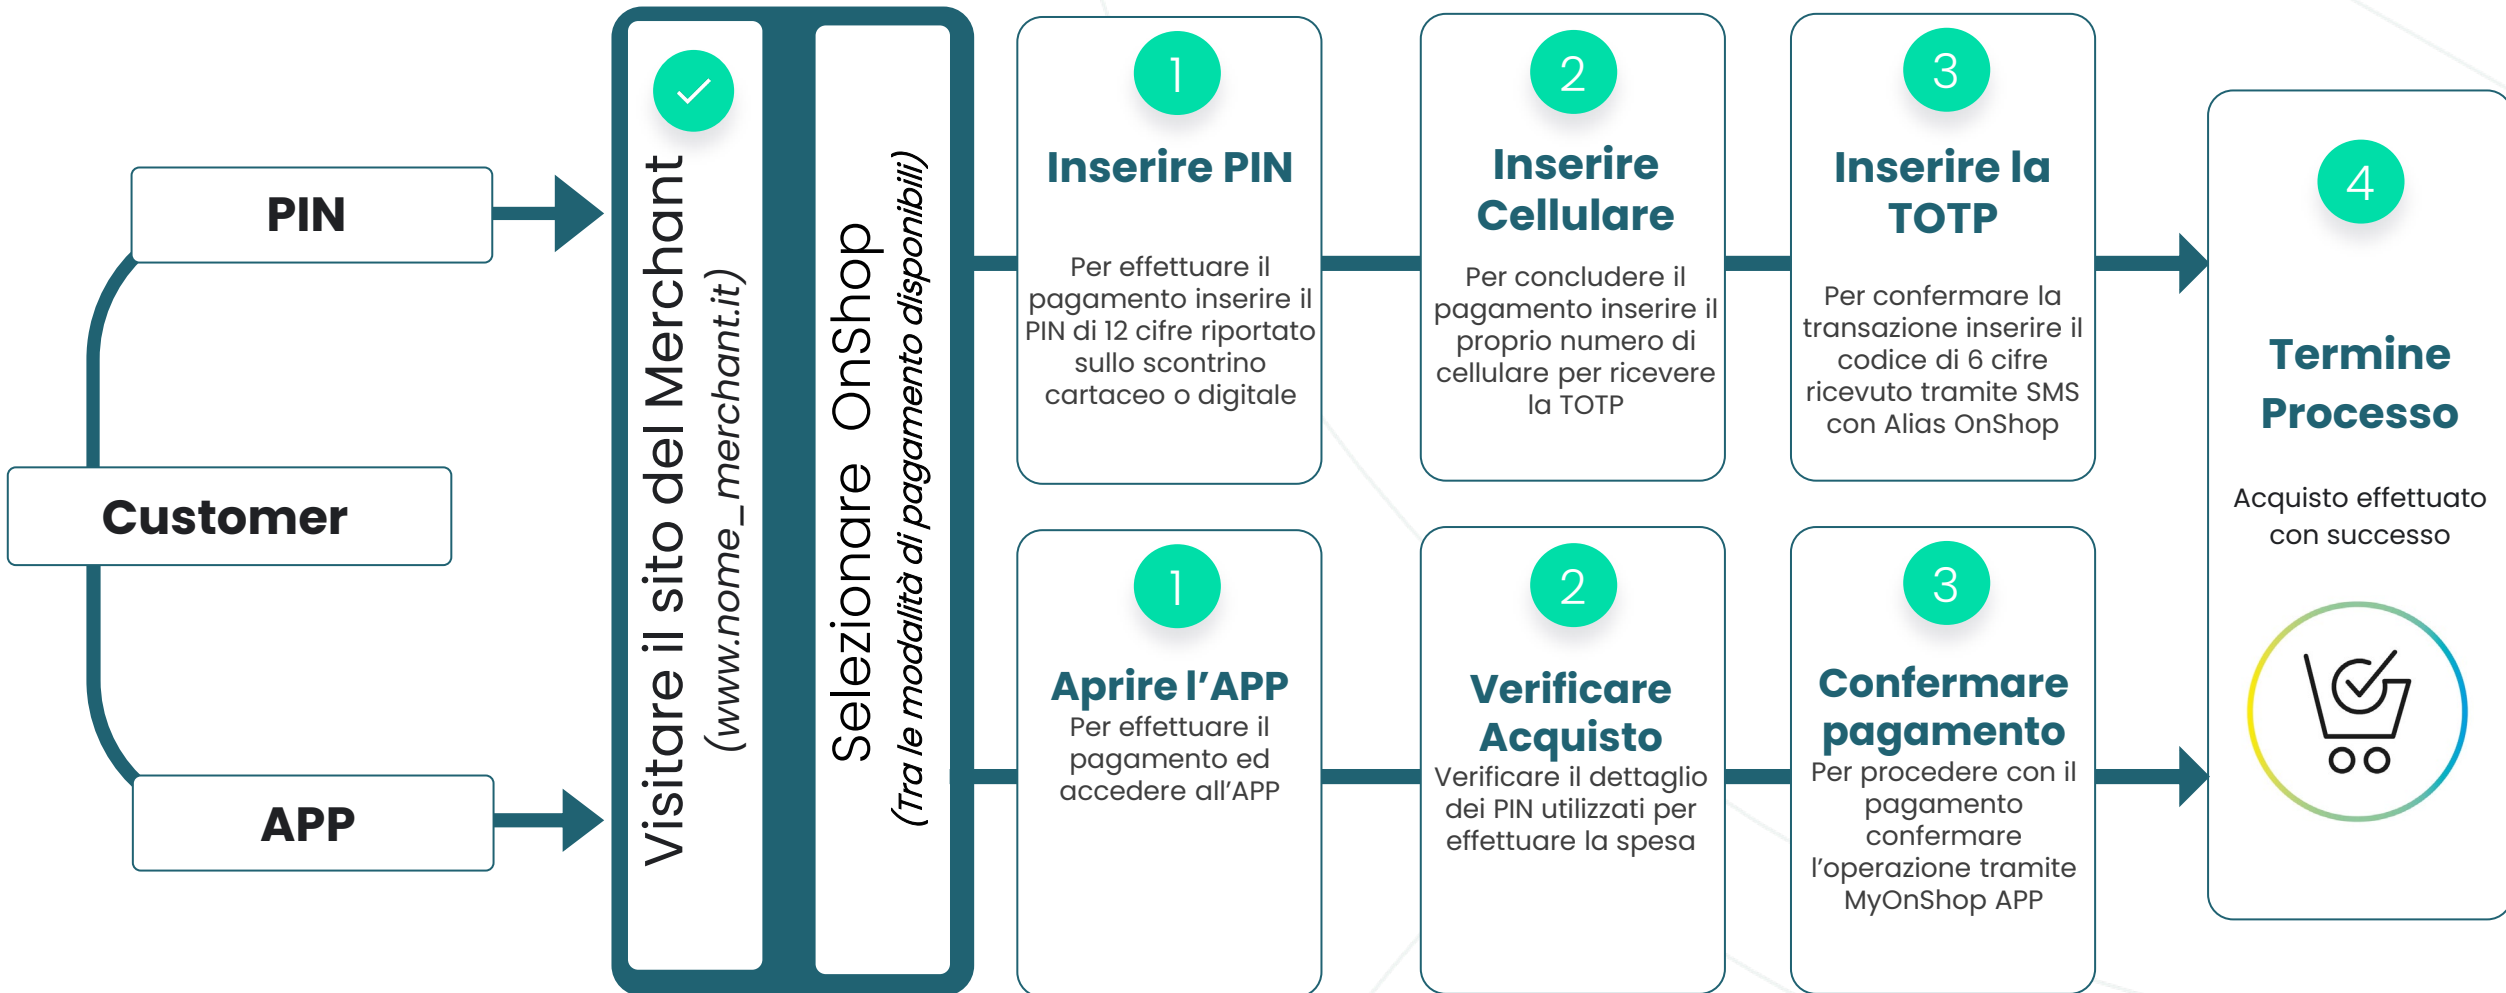 PIN
Customer
APP
Visitare il sito del Merchant
(www.nome_merchant.it)
Selezionare OnShop
(Tra le modalità di pagamento disponibili)
1
Inserire PIN
Per effettuare il
pagamento inserire il
PIN di 12 cifre riportato
sullo scontrino
cartaceo o digitale
2
Inserire
Cellulare
Per concludere il
pagamento inserire il
proprio numero di
cellulare per ricevere
la TOTP
3
Inserire la
TOTP
Per confermare la
transazione inserire il
codice di 6 cifre
ricevuto tramite SMS
con Alias OnShop
1
Aprire l’APP
Per effettuare il
pagamento ed
accedere all’APP
2
Verificare
Acquisto
Verificare il dettaglio
dei PIN utilizzati per
effettuare la spesa
3
Confermare
pagamento
Per procedere con il
pagamento
confermare
l’operazione tramite
MyOnShop APP
4
Termine
Processo
Acquisto effettuato
con successo